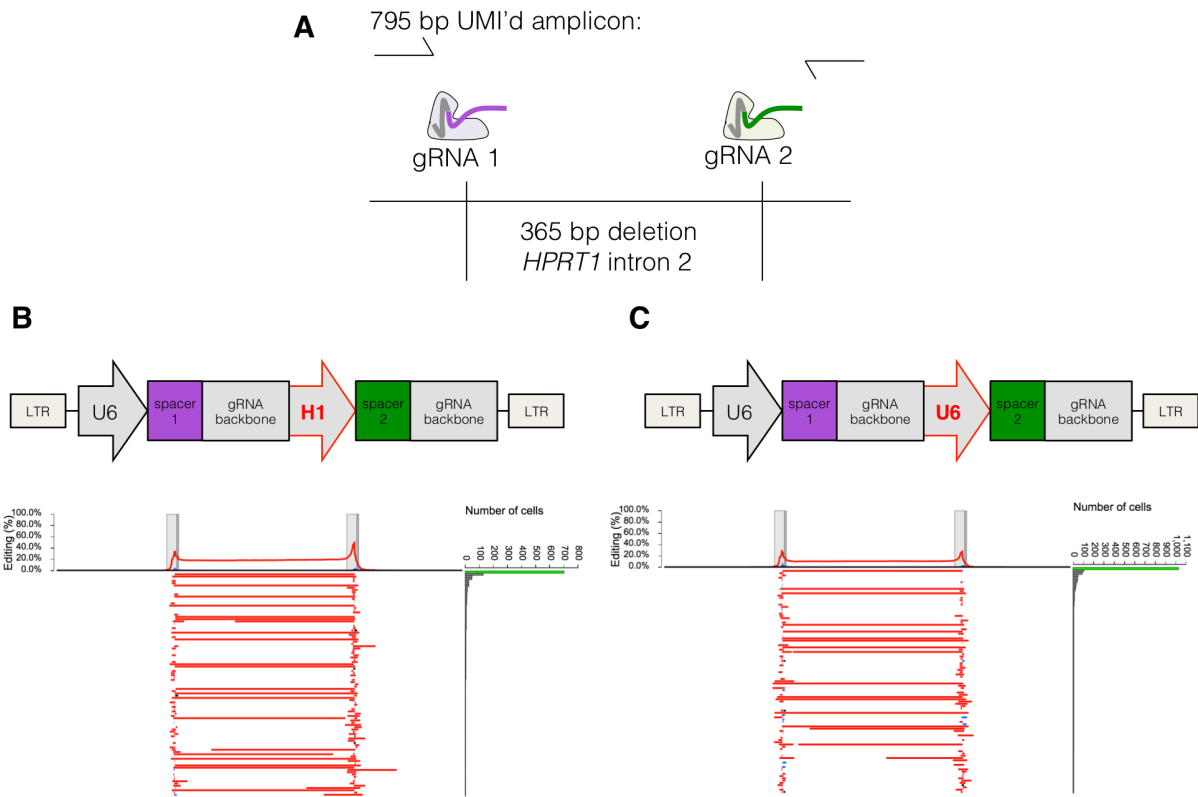 A
795 bp UMI’d amplicon:
gRNA 1
gRNA 2
365 bp deletion
HPRT1 intron 2
B
LTR
U6
spacer
1
gRNA
backbone
H1
spacer
2
gRNA
backbone
LTR
Editing (%)
100.0%
80.0%
60.0%
40.0%
20.0%
0.0%
Number of cells
0
100
200
300
400
500
600
700
800
C
LTR
U6
spacer
1
gRNA
backbone
U6
spacer
2
gRNA
backbone
LTR
Editing (%)
100.0%
80.0%
60.0%
40.0%
20.0%
0.0%
Number of cells
0
100
200
300
400
500
600
700
800
900
1,000
1,100